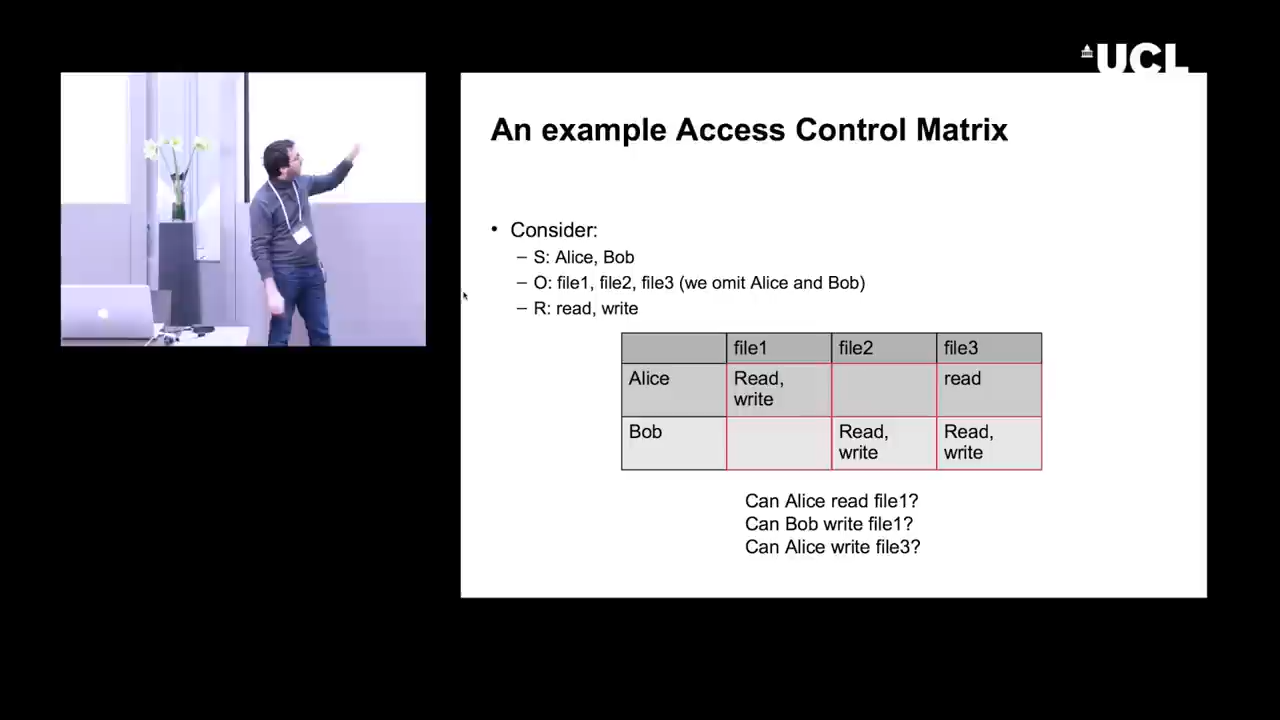 UCL
An example Access Control Matrix
• Consider:
– S: Alice, Bob
– O: file1, file2, file3 (we omit Alice and Bob)
– R: read, write
file1 file2 file3
Alice Read, write read
Bob Read, write Read, write
Can Alice read file1?
Can Bob write file1?
Can Alice write file3?